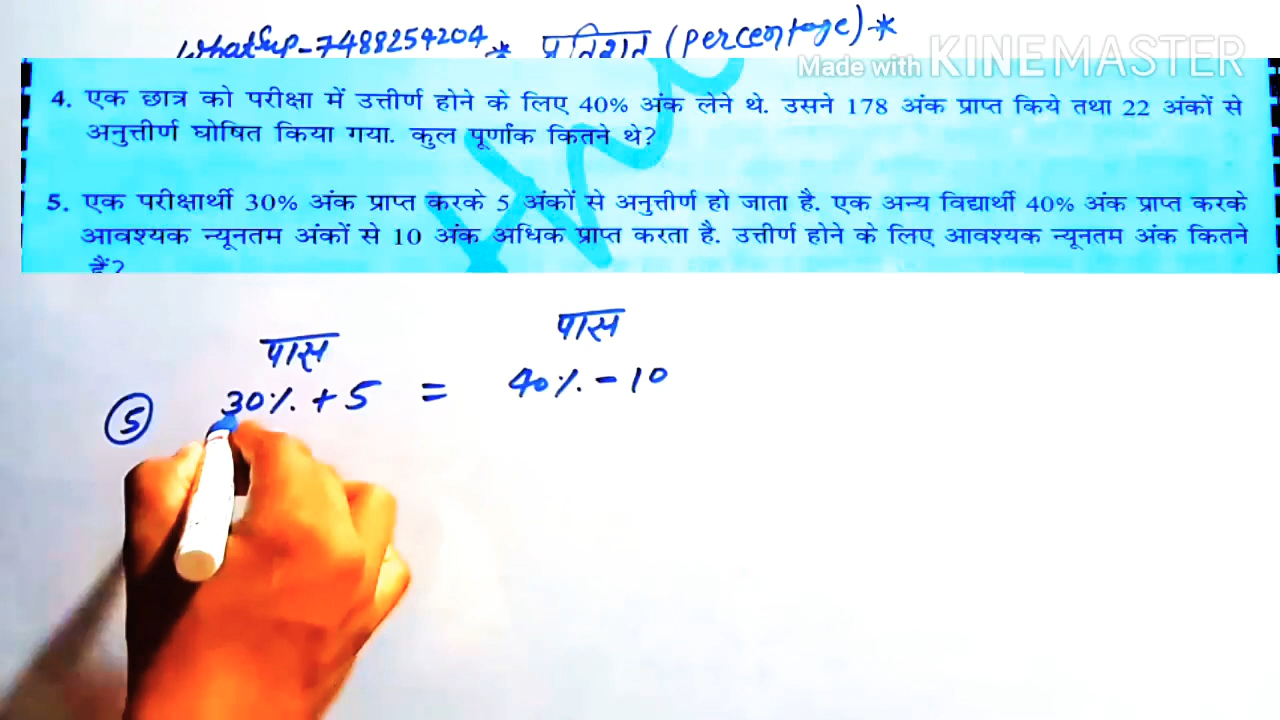 WhatSup-7488254204 * प्रतिशत (percentage) *
Made with KINEMASTER
4. एक छात्र को परीक्षा में उत्तीर्ण होने के लिए 40% अंक लेने थे. उसने 178 अंक प्राप्त किये तथा 22 अंकों से
अनुत्तीर्ण घोषित किया गया. कुल पूर्णांक कितने थे?
5. एक परीक्षार्थी 30% अंक प्राप्त करके 5 अंकों से अनुत्तीर्ण हो जाता है. एक अन्य विद्यार्थी 40% अंक प्राप्त करके
आवश्यक न्यूनतम अंकों से 10 अंक अधिक प्राप्त करता है. उत्तीर्ण होने के लिए आवश्यक न्यूनतम अंक कितने
हैं?
पास पास
5 30% + 5 = 40% - 10